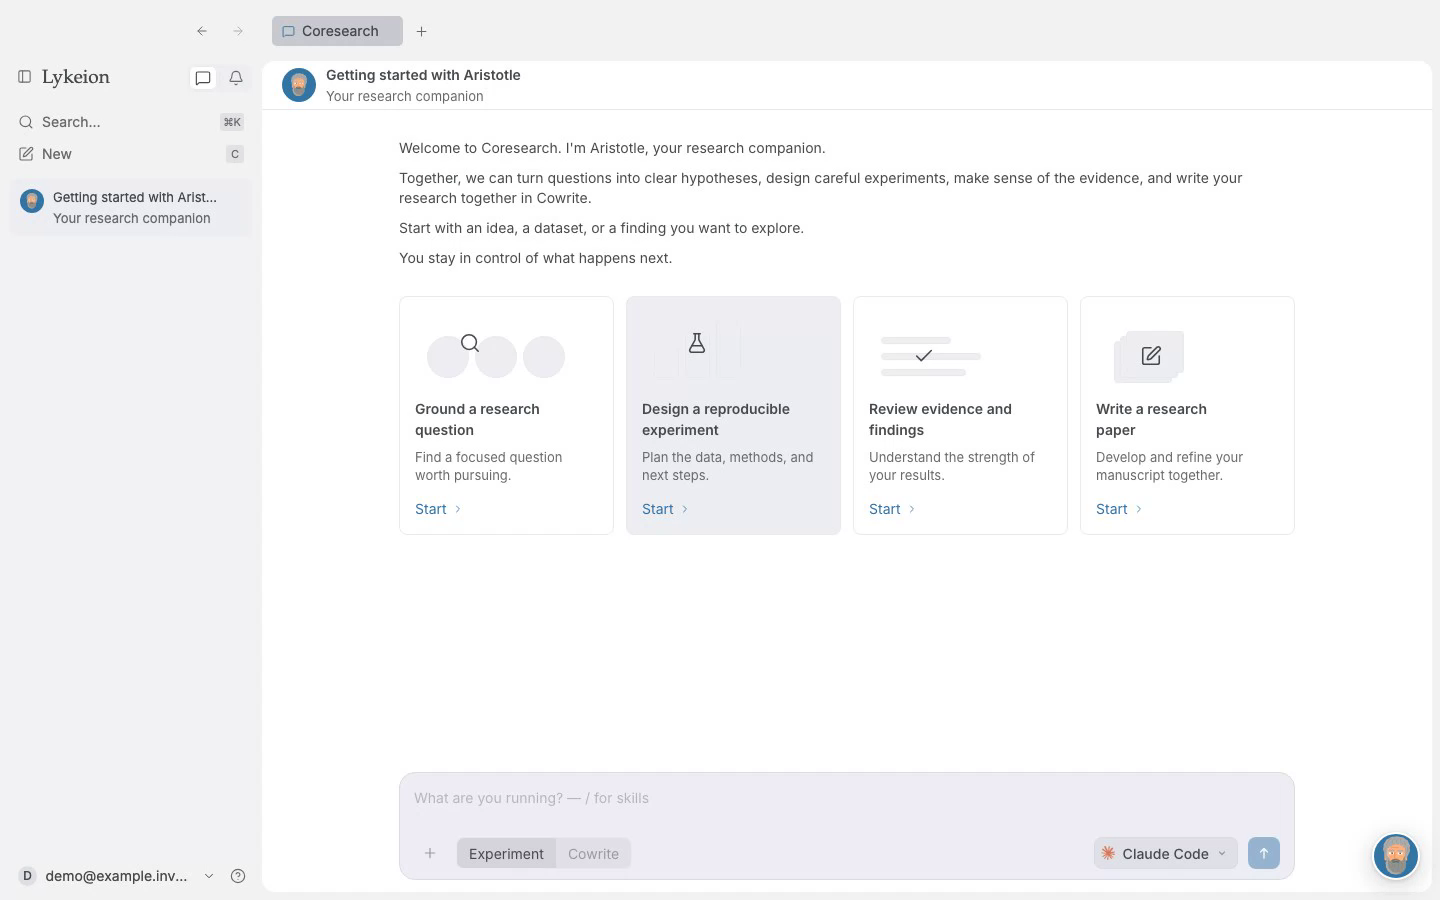 Coresearch
Lykeion
Search...
⌘K
New
C
Getting started with Arist...
Your research companion
Getting started with Aristotle
Your research companion
Welcome to Coresearch. I'm Aristotle, your research companion.
Together, we can turn questions into clear hypotheses, design careful experiments, make sense of the evidence, and write your
research together in Cowrite.
Start with an idea, a dataset, or a finding you want to explore.
You stay in control of what happens next.
Ground a research
question
Find a focused question
worth pursuing.
Start
Design a reproducible
experiment
Plan the data, methods, and
next steps.
Start
Review evidence and
findings
Understand the strength of
your results.
Start
Write a research
paper
Develop and refine your
manuscript together.
Start
What are you running? — / for skills
Experiment
Cowrite
Claude Code
D
demo@example.inv...